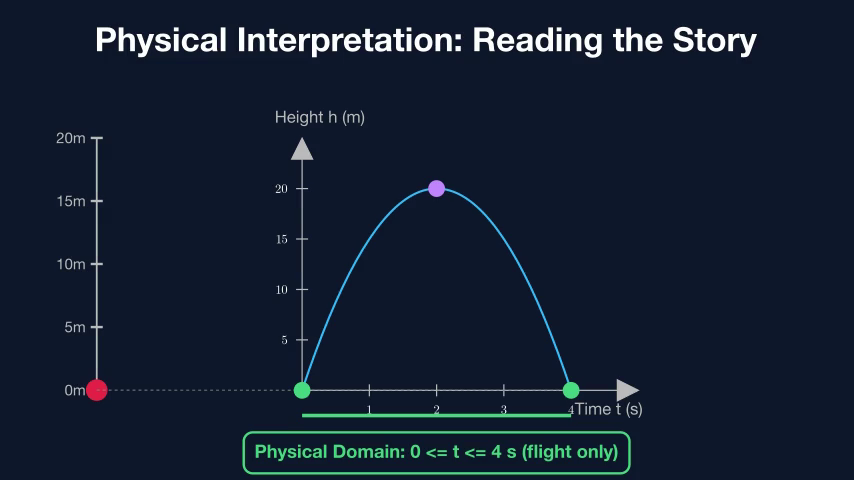 Physical Interpretation: Reading the Story
Height h (m)
20m
15m
10m
5m
0m
20
15
10
5
1
2
3
4
Time t (s)
Physical Domain: 0 <= t <= 4 s (flight only)